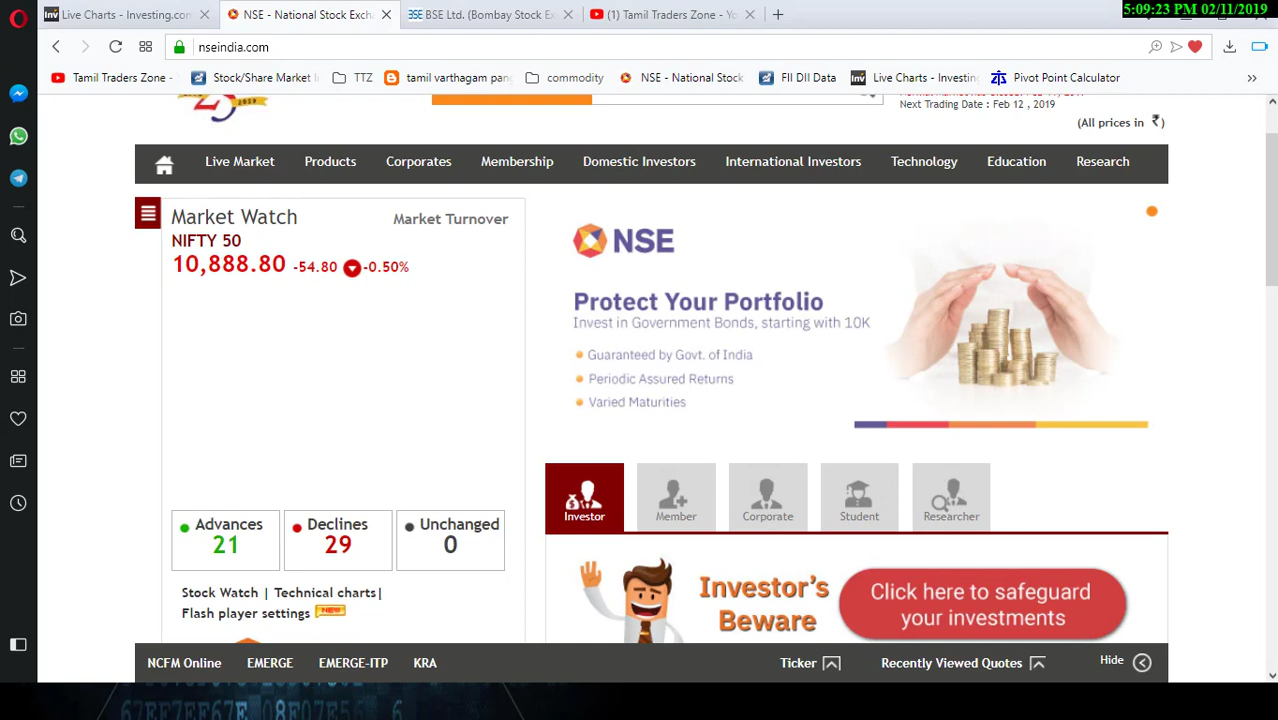 5:09:23 PM 02/11/2019
Live Charts - Investing.con
NSE - National Stock Excha
BSE Ltd. (Bombay Stock Ex
(1) Tamil Traders Zone - Yo
nseindia.com
Tamil Traders Zone -
Stock/Share Market
TTZ
tamil varthagam pan
commodity
NSE - National Stock
FII DII Data
Live Charts - Investin
Pivot Point Calculator
Next Trading Date : Feb 12 , 2019
(All prices in ₹)
Live Market
Products
Corporates
Membership
Domestic Investors
International Investors
Technology
Education
Research
Market Watch
Market Turnover
NIFTY 50
10,888.80 -54.80 -0.50%
NSE
Protect Your Portfolio
Invest in Government Bonds, starting with 10K
Guaranteed by Govt. of India
Periodic Assured Returns
Varied Maturities
Investor
Member
Corporate
Student
Researcher
Advances
21
Declines
29
Unchanged
0
Stock Watch | Technical charts|
Flash player settings NEW
Investor's
Beware
Click here to safeguard
your investments
NCFM Online
EMERGE
EMERGE-ITP
KRA
Ticker
Recently Viewed Quotes
Hide